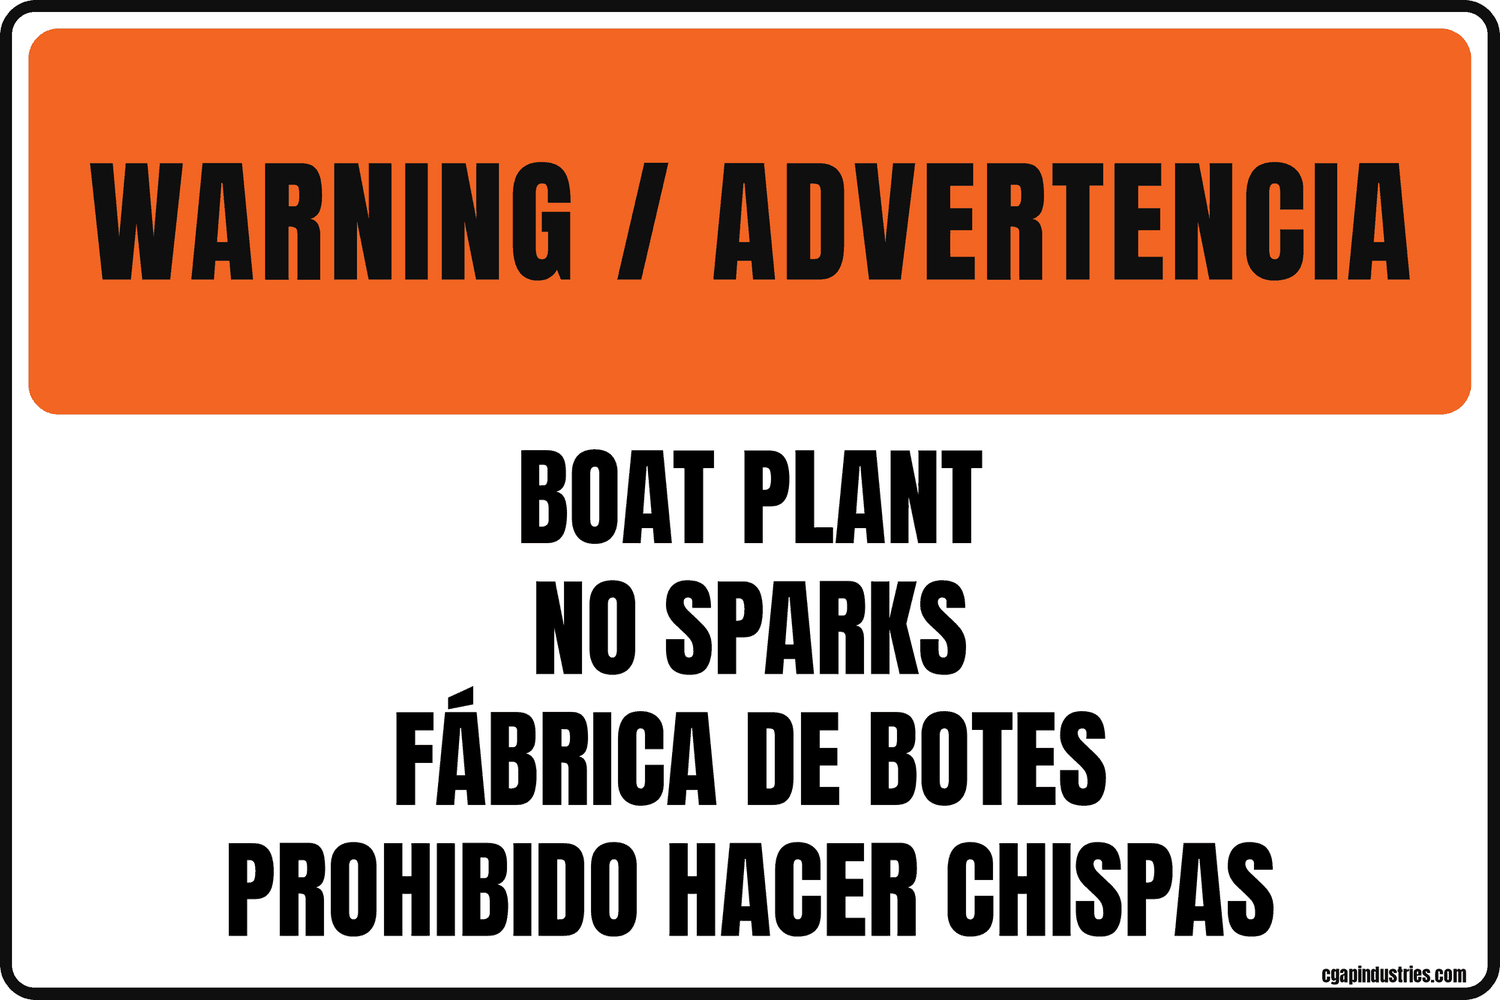 WARNING / ADVERTENCIA
BOAT PLANT
NO SPARKS
FÁBRICA DE BOTES
PROHIBIDO HACER CHISPAS
cgapindustries.com